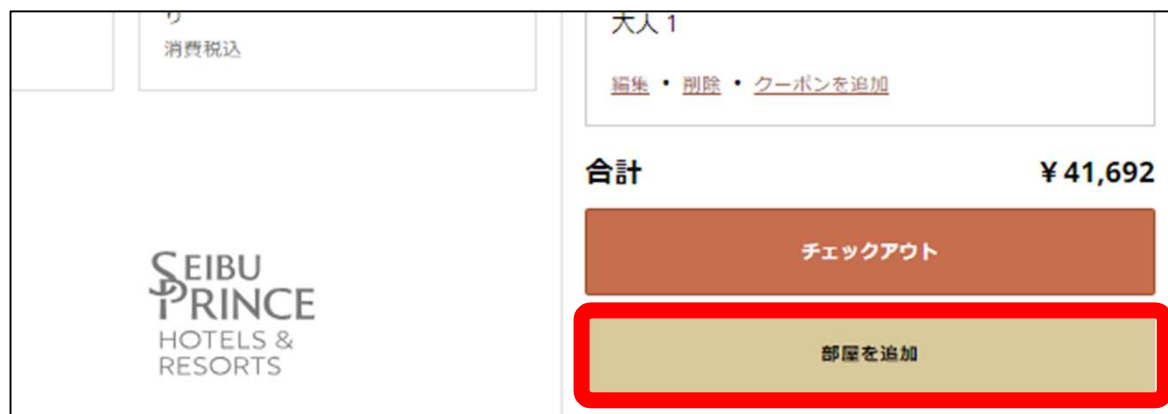 り
消費税込
SEIBU
PRINCE
HOTELS &
RESORTS
大人 1
編集 • 削除 • クーポンを追加
合計 ¥ 41,692
チェックアウト
部屋を追加